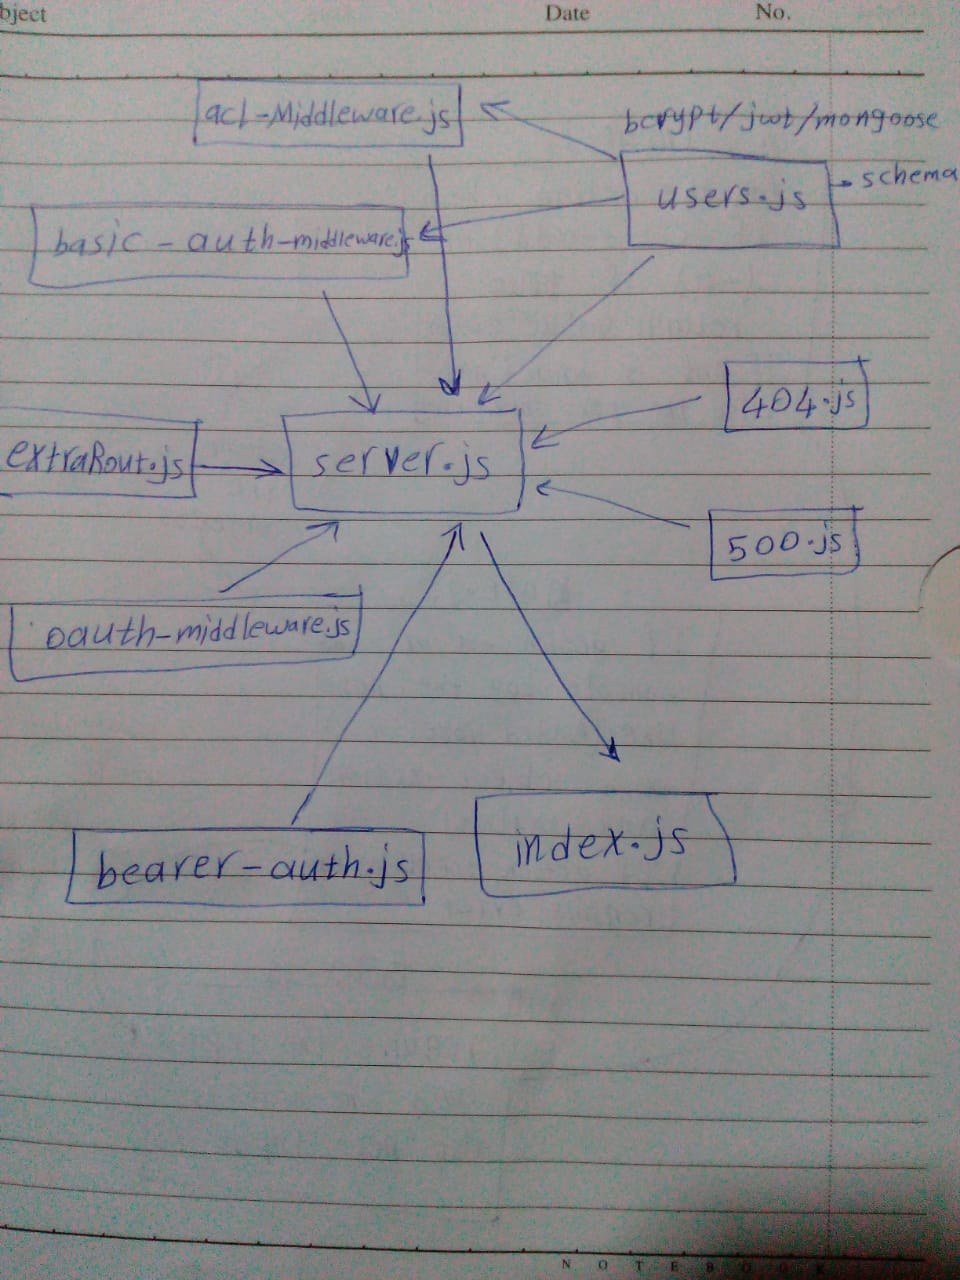 bject Date No.
acl-Middleware.js
bcrypt/jwt/mongoose
users.js
schema
basic-auth-middleware.js
404.js
extraRout.js
server.js
500.js
oauth-middleware.js
index.js
bearer-auth.js
NOTEBOOK